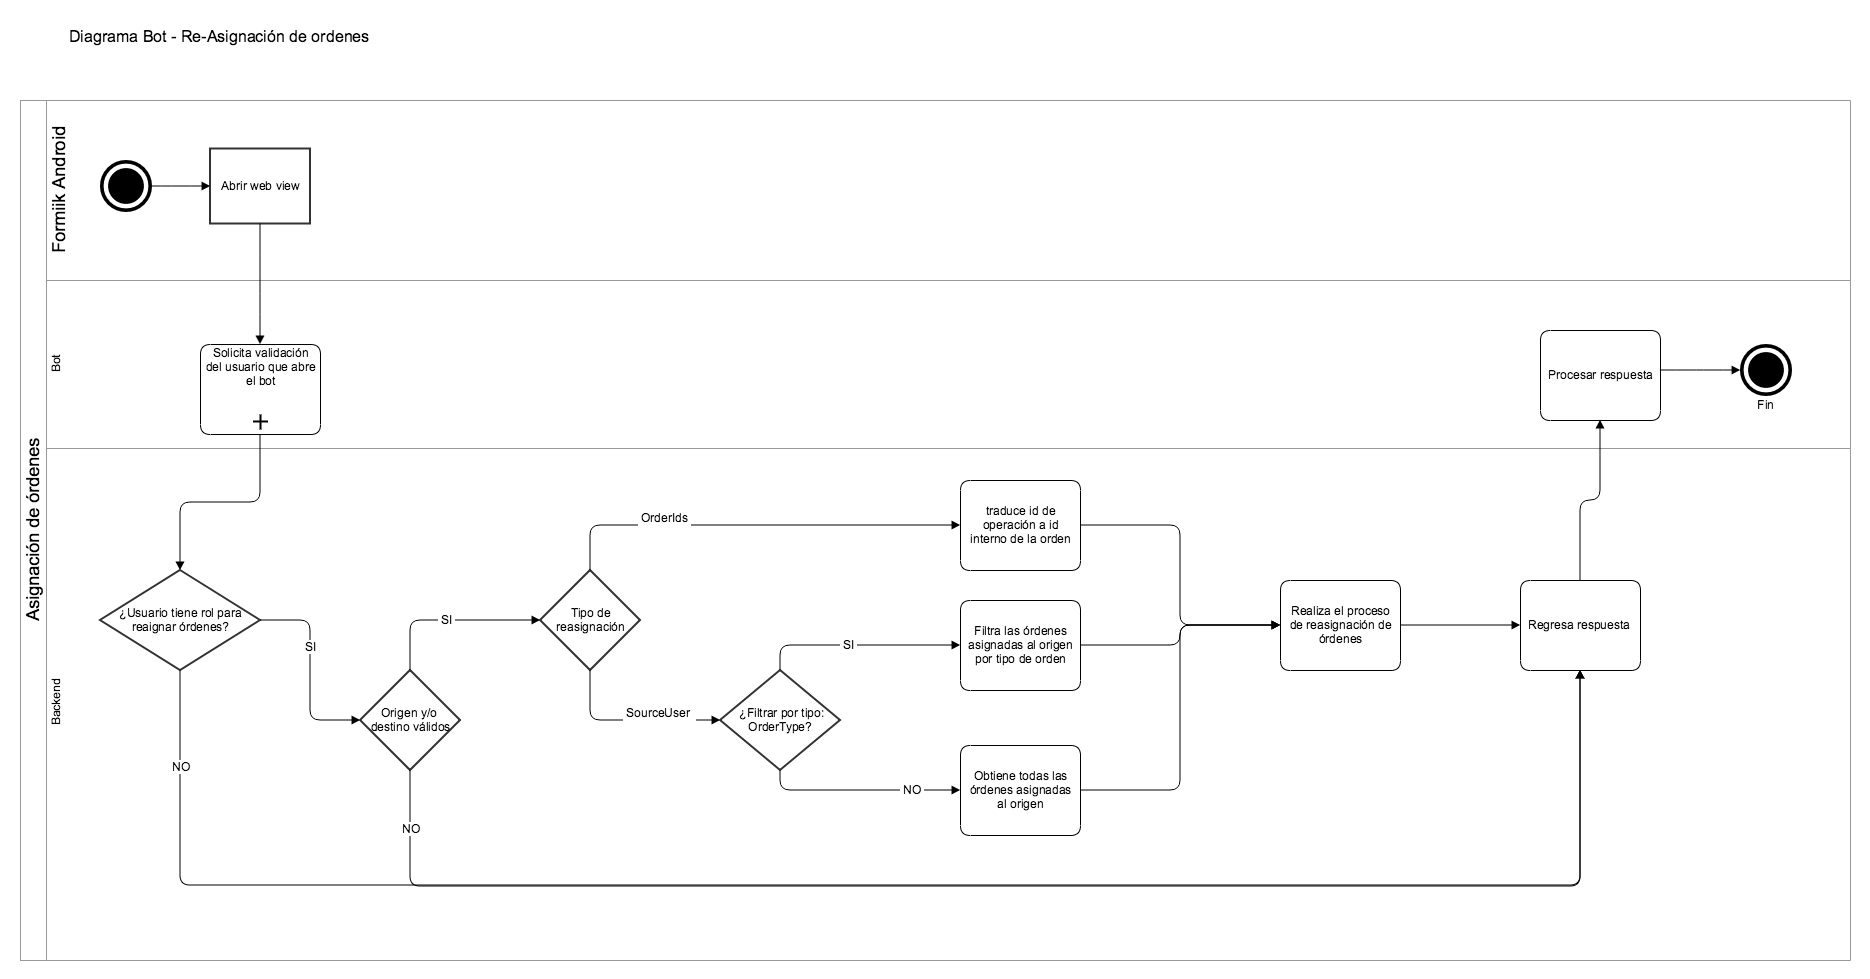 Diagrama Bot - Re-Asignación de ordenes
Asignación de órdenes
Formiik Android
Abrir web view
Bot
Solicita validación
del usuario que abre
el bot
Procesar respuesta
Fin
Backend
¿Usuario tiene rol para
reaignar órdenes?
SI
NO
Origen y/o
destino válidos
SI
NO
Tipo de
reasignación
OrderIds
SourceUser
¿Filtrar por tipo:
OrderType?
SI
NO
traduce id de
operación a id
interno de la orden
Filtra las órdenes
asignadas al origen
por tipo de orden
Obtiene todas las
órdenes asignadas
al origen
Realiza el proceso
de reasignación de
órdenes
Regresa respuesta